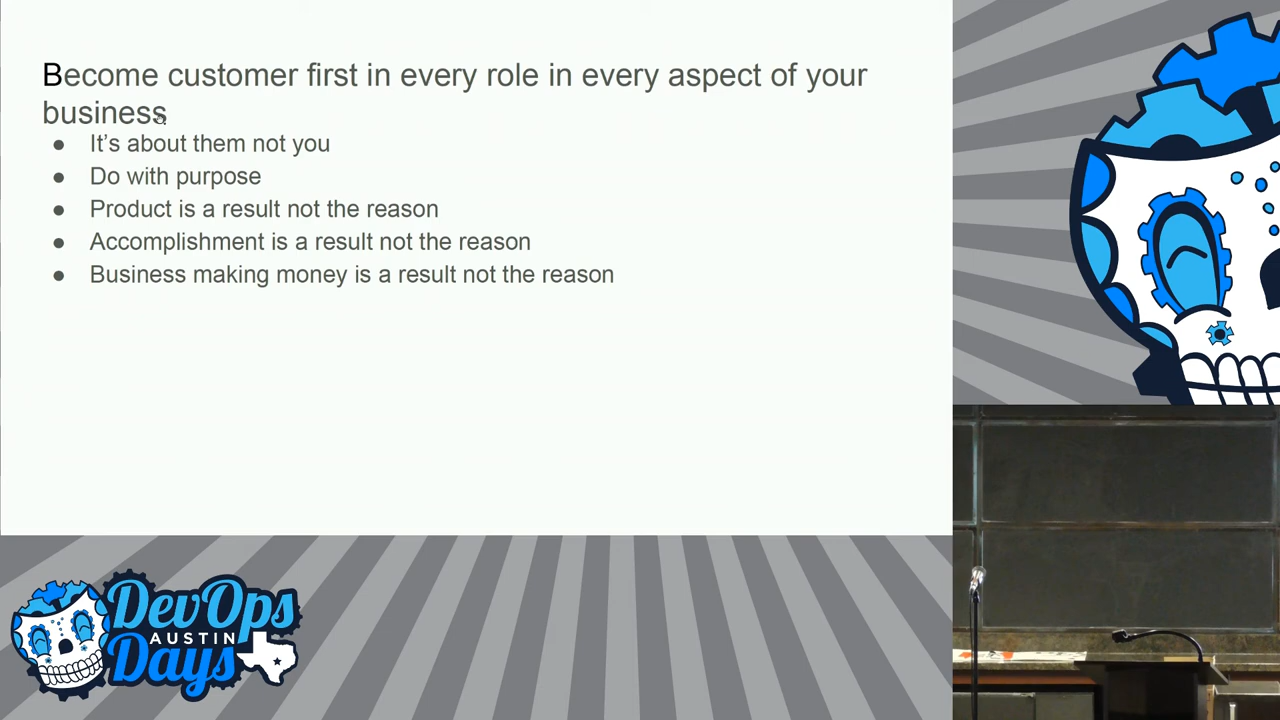 Become customer first in every role in every aspect of your
business
● It's about them not you
● Do with purpose
● Product is a result not the reason
● Accomplishment is a result not the reason
● Business making money is a result not the reason
DevOps
AUSTIN
Days